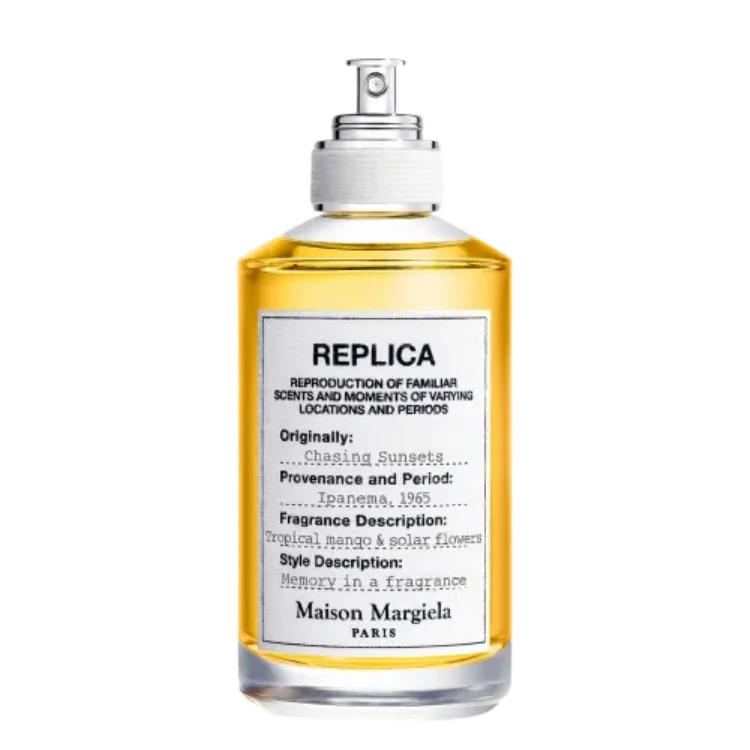 REPLICA
REPRODUCTION OF FAMILIAR
SCENTS AND MOMENTS OF VARYING
LOCATIONS AND PERIODS
Originally:
Chasing Sunsets
Provenance and Period:
Ipanema, 1965
Fragrance Description:
Tropical mango & solar flowers
Style Description:
Memory in a fragrance
Maison Margiela
PARIS